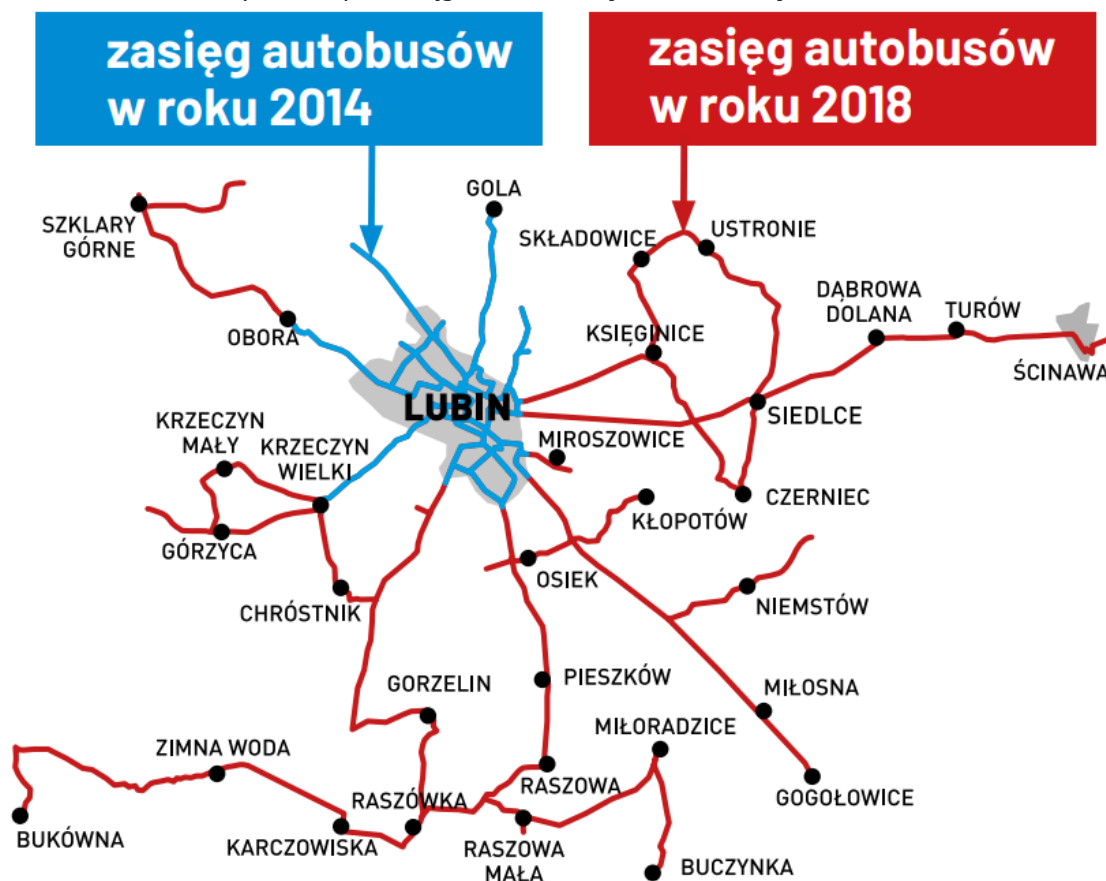 zasięg autobusów
w roku 2014
zasięg autobusów
w roku 2018
GOLA
SZKLARY
GÓRNE
SKŁADOWICE
USTRONIE
DĄBROWA
DOLANA
TURÓW
OBORA
KSIĘGINICE
ŚCINAWA
LUBIN
SIEDLCE
KRZECZYN
MAŁY
KRZECZYN
WIELKI
MIROSZOWICE
CZERNIEC
KŁOPOTÓW
GÓRZYCA
OSIEK
CHRÓSTNIK
NIEMSTÓW
PIESZKÓW
GORZELIN
MIŁOSNA
MIŁORADZICE
ZIMNA WODA
RASZOWA
GOGOŁOWICE
RASZÓWKA
BUKÓWNA
KARCZOWISKA
RASZOWA
MAŁA
BUCZYNKA